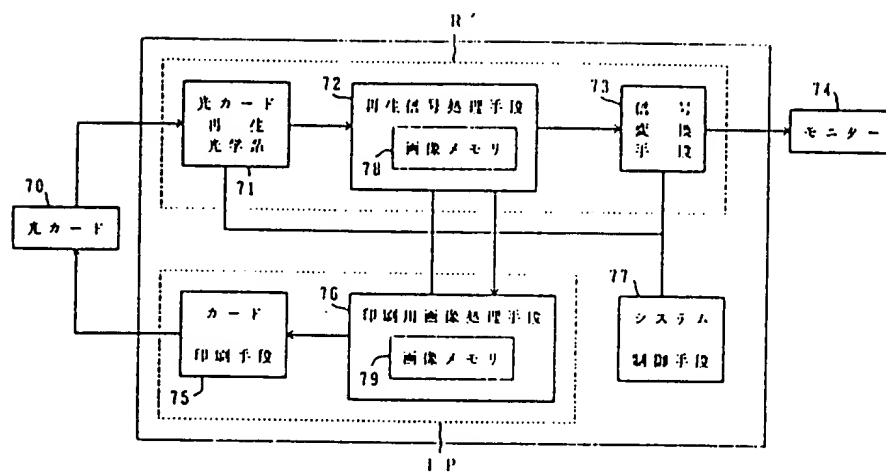 R´
72
73
74
光カード
再生
光学部
再生信号処理手段
信号
変換
手段
モニター
画像メモリ
78
71
70
光カード
76
77
カード
印刷手段
印刷用画像処理手段
システム
制御手段
画像メモリ
79
75
I P